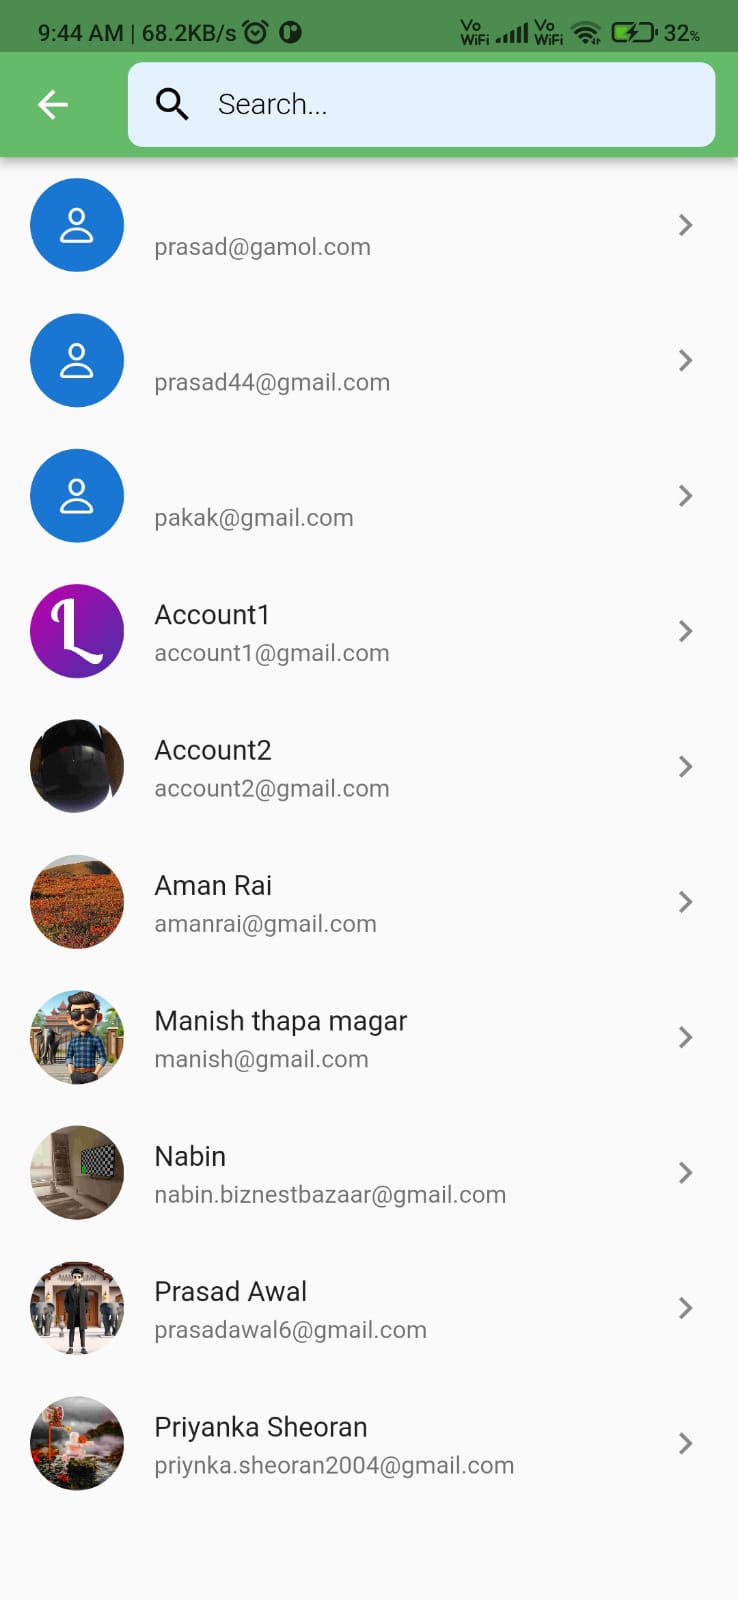 9:44 AM | 68.2KB/s Vo WiFi Vo WiFi 32%
Search...
prasad@gamol.com
prasad44@gmail.com
pakak@gmail.com
L
Account1
account1@gmail.com
Account2
account2@gmail.com
Aman Rai
amanrai@gmail.com
Manish thapa magar
manish@gmail.com
Nabin
nabin.biznestbazaar@gmail.com
Prasad Awal
prasadawal6@gmail.com
Priyanka Sheoran
priynka.sheoran2004@gmail.com